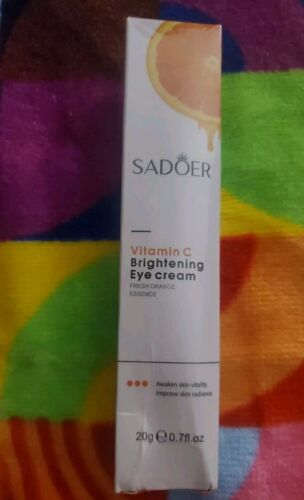 SADOER
Vitamin C
Brightening
Eye cream
FRESH ORANGE
ESSENCE
Awaken skin vitality
Improve skin radiance
20g ℮ 0.7fl.oz